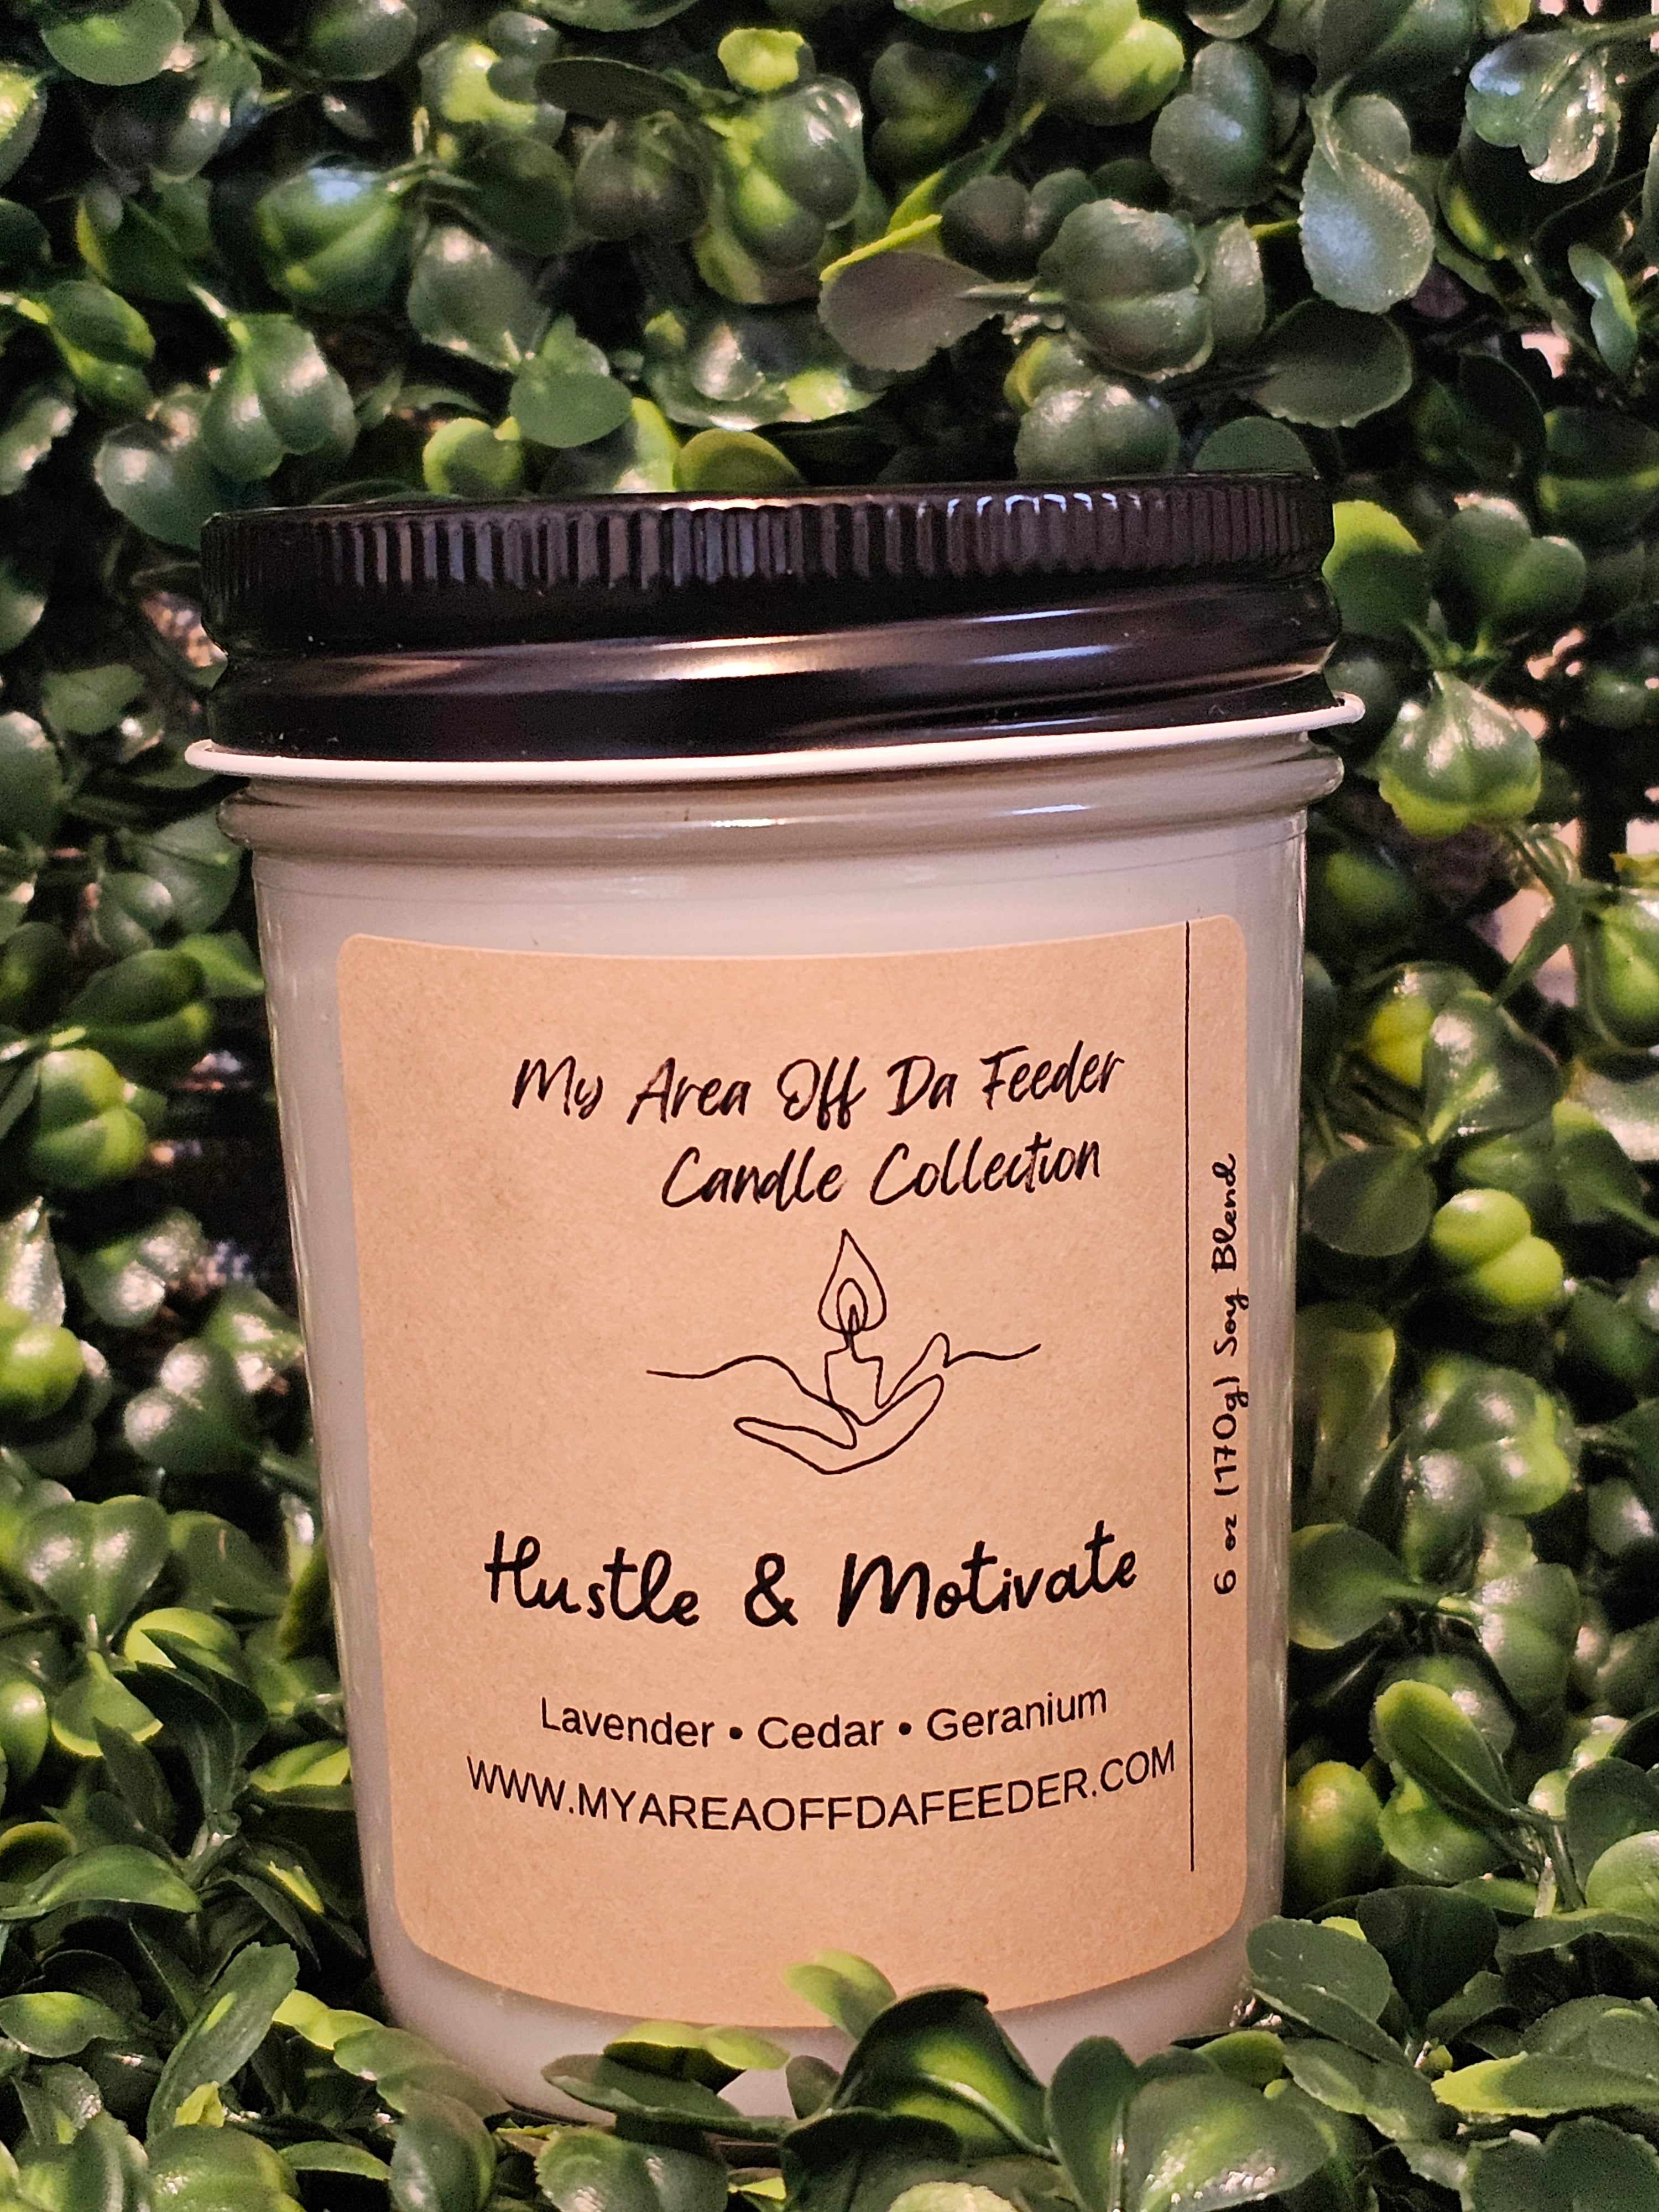 My Area Off Da Feeder
Candle Collection
Hustle & Motivate
Lavender • Cedar • Geranium
WWW.MYAREAOFFDAFEEDER.COM
6 oz |170g| Soy Blend